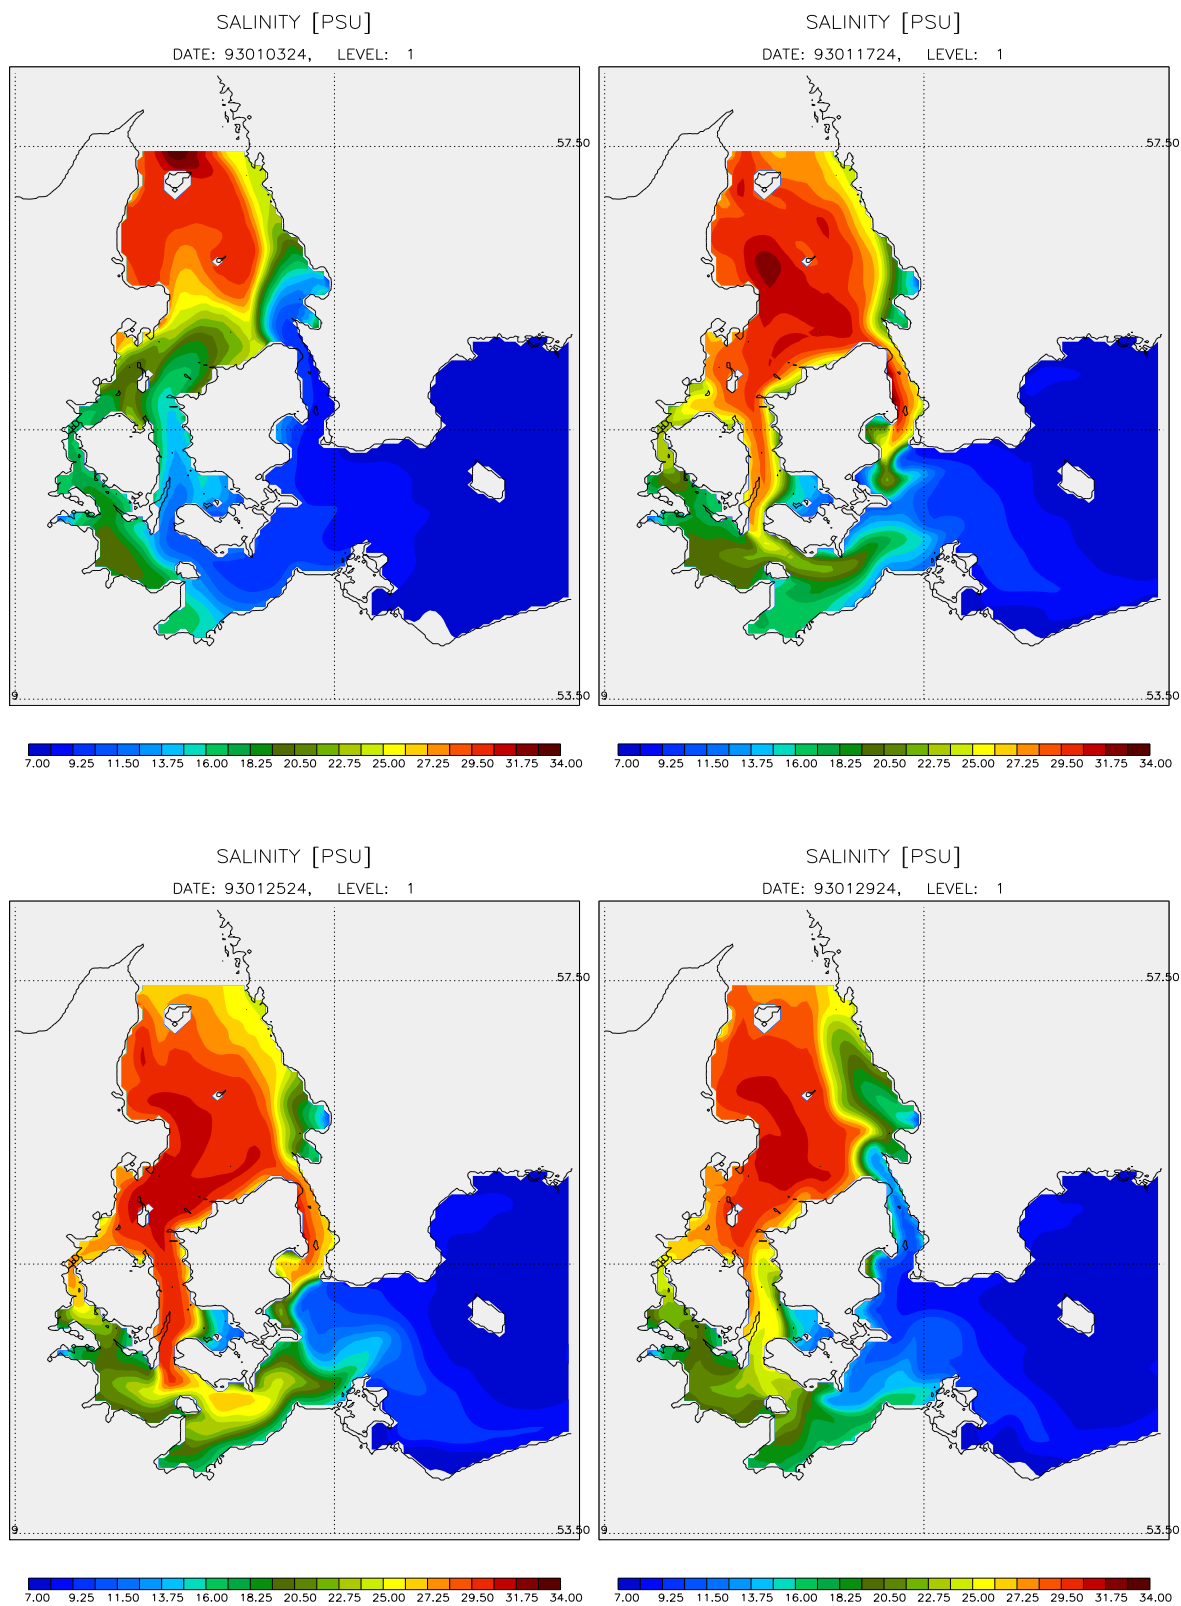 SALINITY [PSU]
DATE: 93010324, LEVEL: 1
57.50
9
53.50
7.00 9.25 11.50 13.75 16.00 18.25 20.50 22.75 25.00 27.25 29.50 31.75 34.00
SALINITY [PSU]
DATE: 93011724, LEVEL: 1
57.50
9
53.50
7.00 9.25 11.50 13.75 16.00 18.25 20.50 22.75 25.00 27.25 29.50 31.75 34.00
SALINITY [PSU]
DATE: 93012524, LEVEL: 1
57.50
9
53.50
7.00 9.25 11.50 13.75 16.00 18.25 20.50 22.75 25.00 27.25 29.50 31.75 34.00
SALINITY [PSU]
DATE: 93012924, LEVEL: 1
57.50
9
53.50
7.00 9.25 11.50 13.75 16.00 18.25 20.50 22.75 25.00 27.25 29.50 31.75 34.00